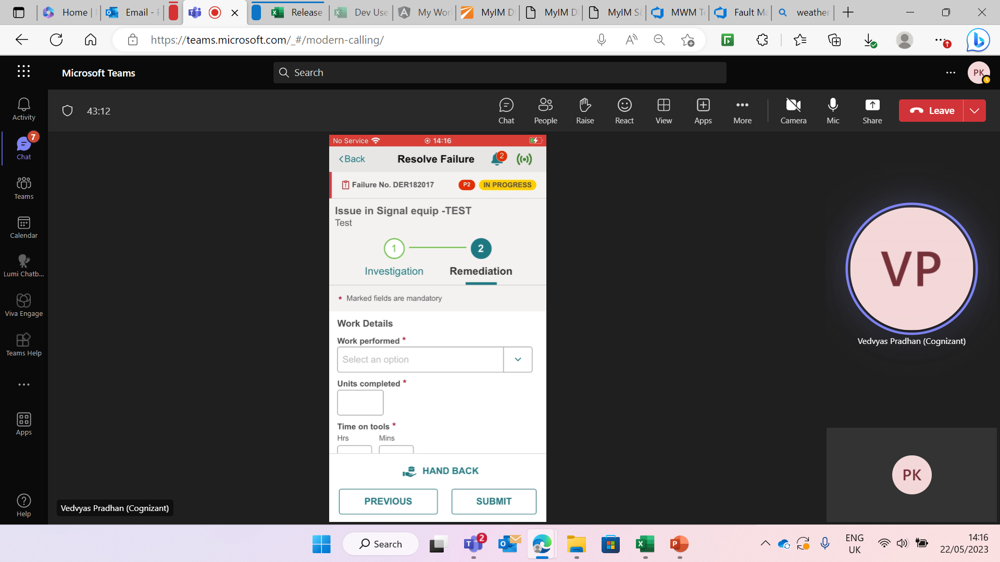 Home |
Email - F
Release
Dev Use
My Wor
MyIM D
MyIM D
MyIM S
MWM Te
Fault Ma
weather
https://teams.microsoft.com/_#/modern-calling/
Microsoft Teams
Search
PK
Activity
7
Chat
Teams
Calendar
Lumi Chatb...
Viva Engage
Teams Help
Apps
Help
43:12
Chat
People
Raise
React
View
Apps
More
Camera
Mic
Share
Leave
No Service
14:16
Back
Resolve Failure
2
Failure No. DER182017
P2
IN PROGRESS
Issue in Signal equip -TEST
Test
1
2
Investigation
Remediation
* Marked fields are mandatory
Work Details
Work performed *
Select an option
Units completed *
Time on tools *
Hrs
Mins
HAND BACK
PREVIOUS
SUBMIT
VP
Vedvyas Pradhan (Cognizant)
PK
Vedvyas Pradhan (Cognizant)
Search
2
ENG
UK
14:16
22/05/2023